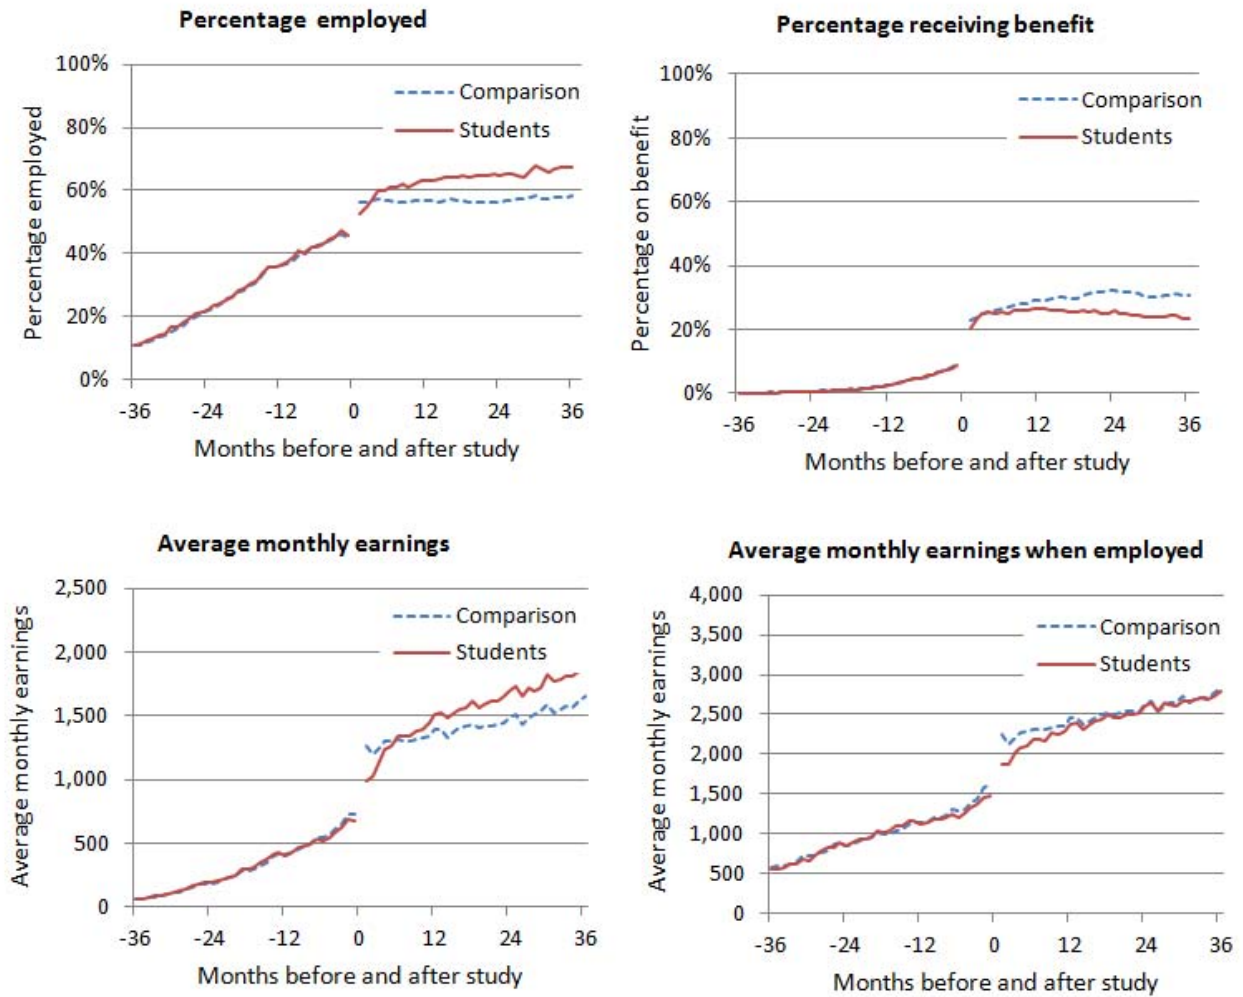 Percentage employed
100%
80%
60%
40%
20%
0%
Percentage employed
Comparison
Students
-36 -24 -12 0 12 24 36
Months before and after study
Percentage receiving benefit
100%
80%
60%
40%
20%
0%
Percentage on benefit
Comparison
Students
-36 -24 -12 0 12 24 36
Months before and after study
Average monthly earnings
2,500
2,000
1,500
1,000
500
0
Average monthly earnings
Comparison
Students
-36 -24 -12 0 12 24 36
Months before and after study
Average monthly earnings when employed
4,000
3,500
3,000
2,500
2,000
1,500
1,000
500
0
Average monthly earnings
Comparison
Students
-36 -24 -12 0 12 24 36
Months before and after study